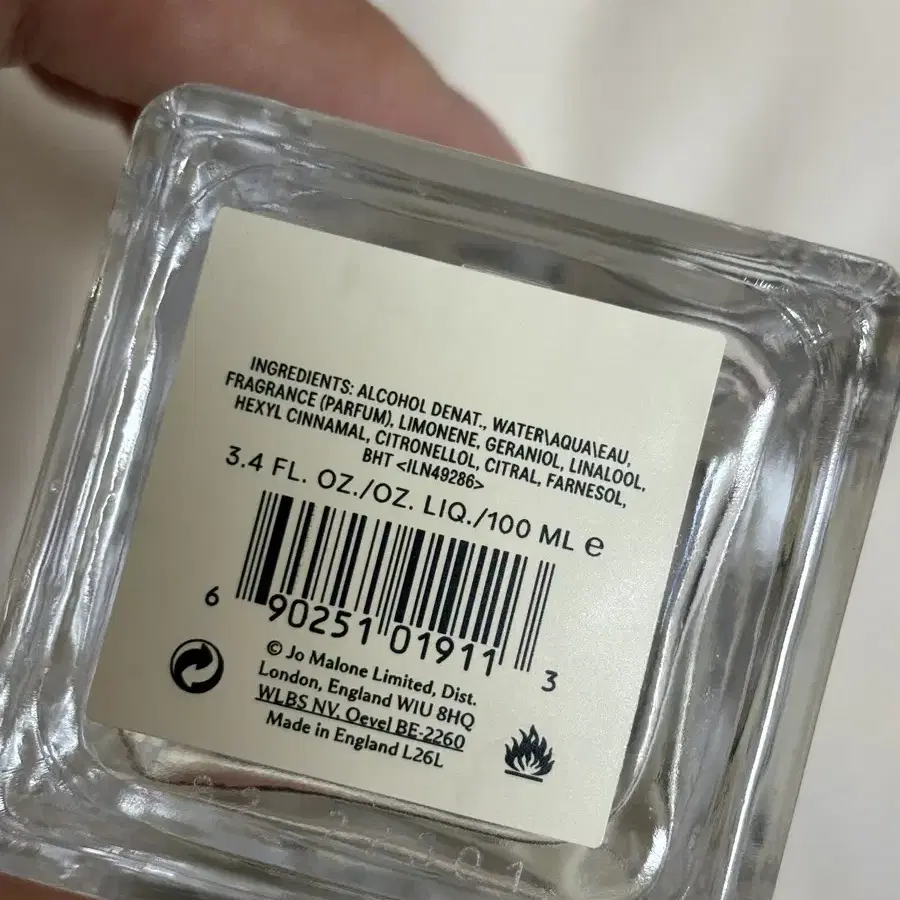 INGREDIENTS: ALCOHOL DENAT., WATER\AQUA\EAU,
FRAGRANCE (PARFUM), LIMONENE, GERANIOL, LINALOOL,
HEXYL CINNAMAL, CITRONELLOL, CITRAL, FARNESOL,
BHT <ILN49286>
3.4 FL. OZ./OZ. LIQ./100 ML ℮
6 90251 01911 3
© Jo Malone Limited, Dist.
London, England W1U 8HQ
WLBS NV, Oevel BE-2260
Made in England L26L